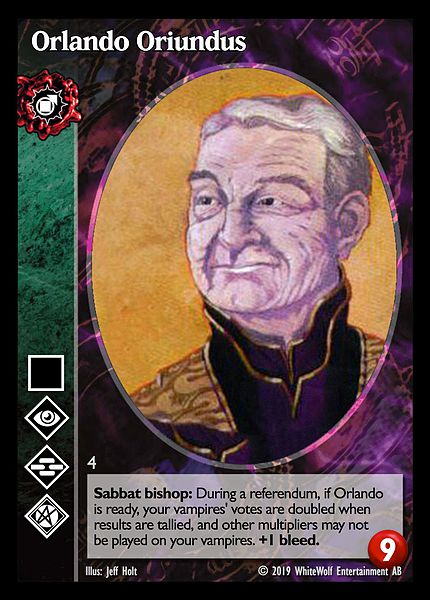 Orlando Oriundus
4
Sabbat bishop: During a referendum, if Orlando
is ready, your vampires' votes are doubled when
results are tallied, and other multipliers may not
be played on your vampires. +1 bleed.
9
Illus: Jeff Holt
© 2019 WhiteWolf Entertainment AB